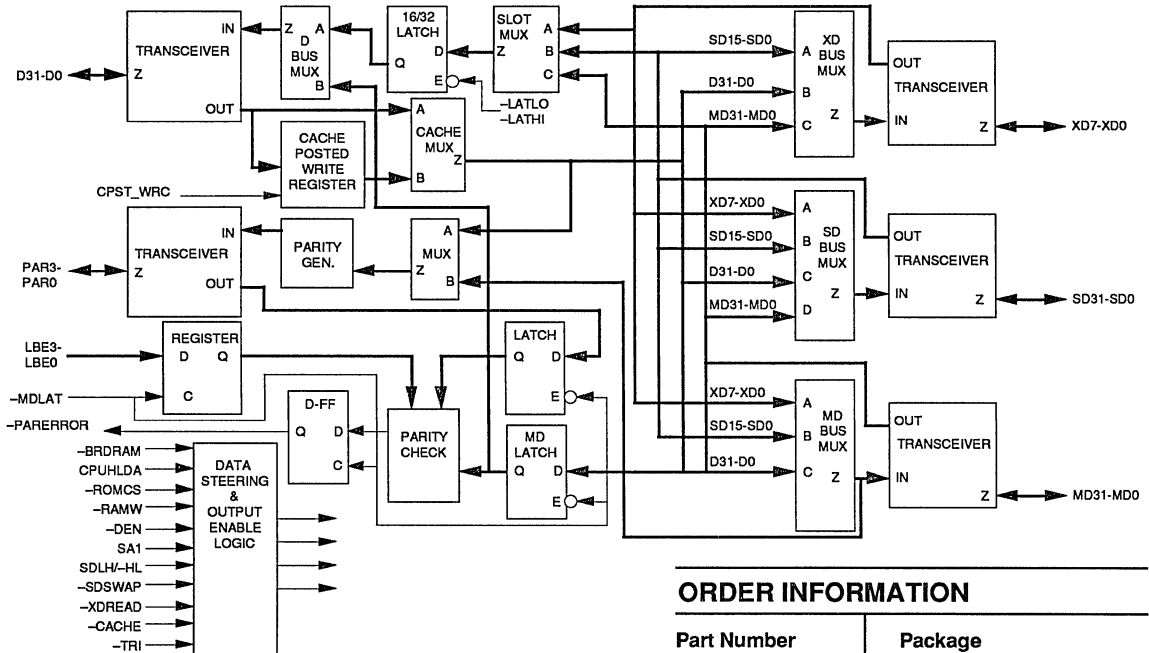 D31-D0
TRANSCEIVER
IN
Z
OUT
Z
D
BUS
MUX
A
B
16/32
LATCH
Q
D
E
–LATLO
–LATHI
SLOT
MUX
Z
A
B
C
CACHE
POSTED
WRITE
REGISTER
CPST_WRC
A
CACHE
MUX
Z
B
PAR3-
PAR0
TRANSCEIVER
IN
Z
OUT
PARITY
GEN.
A
MUX
Z
B
LBE3-
LBE0
–MDLAT
REGISTER
D
Q
C
–PARERROR
D-FF
Q
D
C
PARITY
CHECK
LATCH
Q
D
E
MD
LATCH
Q
D
E
–BRDRAM
CPUHLDA
–ROMCS
–RAMW
–DEN
SA1
SDLH/–HL
–SDSWAP
–XDREAD
–CACHE
–TRI
DATA
STEERING
&
OUTPUT
ENABLE
LOGIC
SD15-SD0
D31-D0
MD31-MD0
XD
BUS
MUX
A
B
C
Z
OUT
TRANSCEIVER
IN
Z
XD7-XD0
XD7-XD0
SD15-SD0
D31-D0
MD31-MD0
A
B
C
D
SD
BUS
MUX
Z
OUT
TRANSCEIVER
IN
Z
SD31-SD0
XD7-XD0
SD15-SD0
D31-D0
A
B
C
MD
BUS
MUX
Z
OUT
TRANSCEIVER
IN
Z
MD31-MD0
ORDER INFORMATION
Part Number
Package